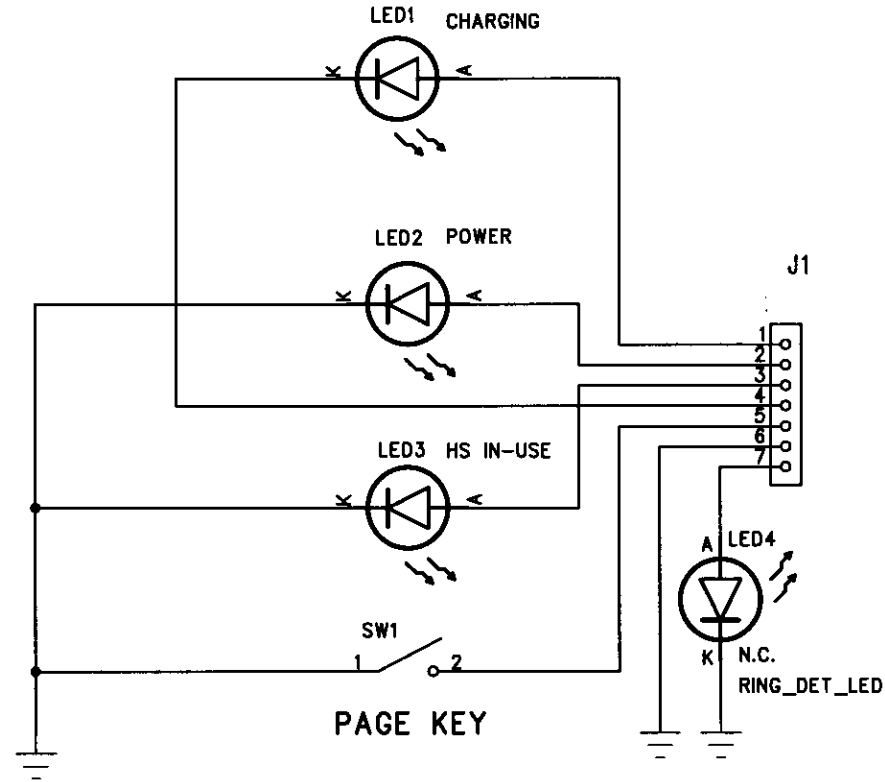 LED1 CHARGING
K A
LED2 POWER
K A
J1
1
2
3
4
5
6
7
LED3 HS IN-USE
K A
A LED4
K N.C.
RING_DET_LED
SW1
1 2
PAGE KEY